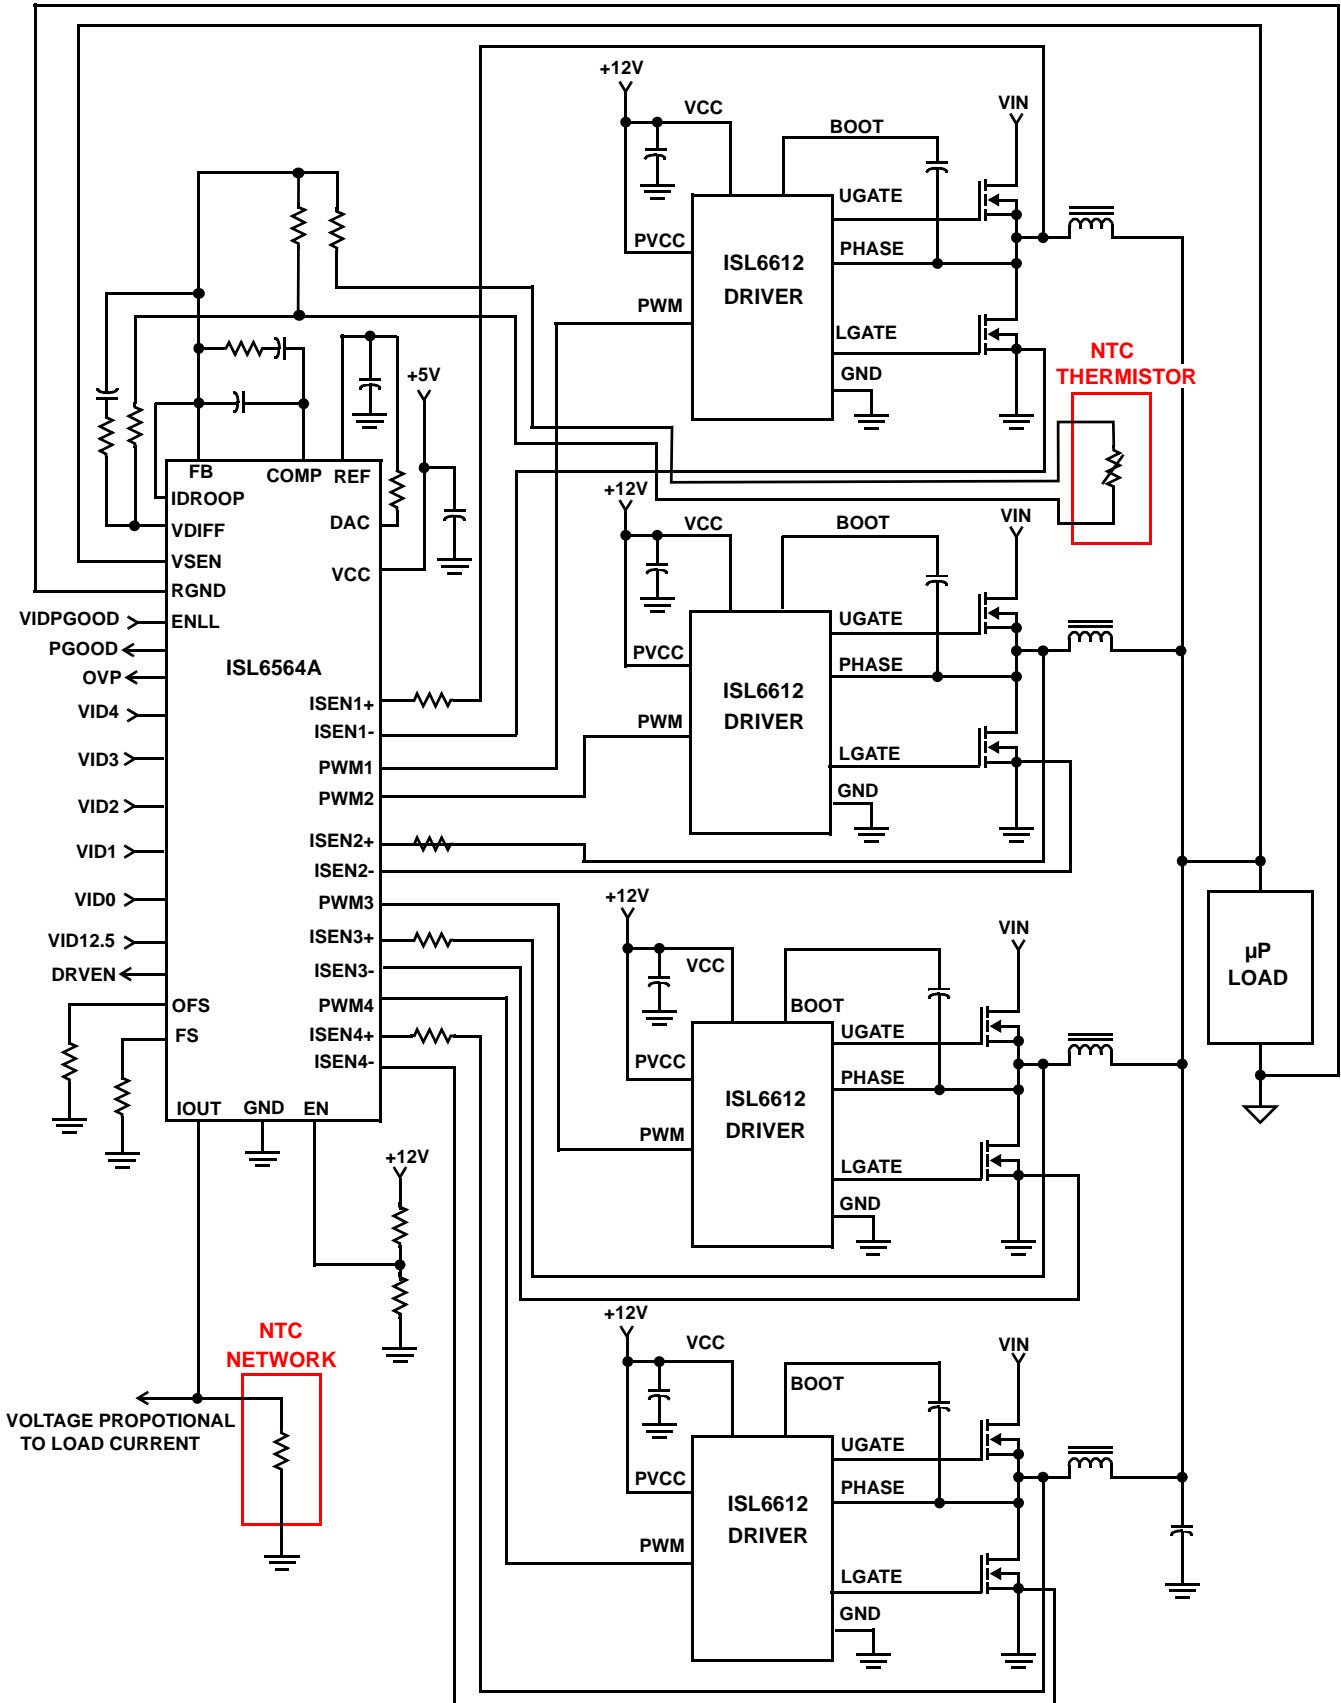 +12V
VCC
BOOT
VIN
UGATE
PVCC
PHASE
ISL6612
DRIVER
PWM
LGATE
GND
NTC
THERMISTOR
+5V
FB
COMP
REF
IDROOP
DAC
VDIFF
VSEN
VCC
RGND
VIDPGOOD
ENLL
PGOOD
ISL6564A
OVP
VID4
ISEN1+
ISEN1-
VID3
PWM1
VID2
PWM2
VID1
ISEN2+
ISEN2-
VID0
PWM3
VID12.5
ISEN3+
DRVEN
ISEN3-
OFS
PWM4
FS
ISEN4+
ISEN4-
IOUT
GND
EN
+12V
+12V
VCC
BOOT
VIN
UGATE
PVCC
PHASE
ISL6612
DRIVER
PWM
LGATE
GND
+12V
VCC
BOOT
VIN
UGATE
PVCC
PHASE
ISL6612
DRIVER
PWM
LGATE
GND
µP
LOAD
NTC
NETWORK
VOLTAGE PROPOTIONAL
TO LOAD CURRENT
+12V
VCC
BOOT
VIN
UGATE
PVCC
PHASE
ISL6612
DRIVER
PWM
LGATE
GND